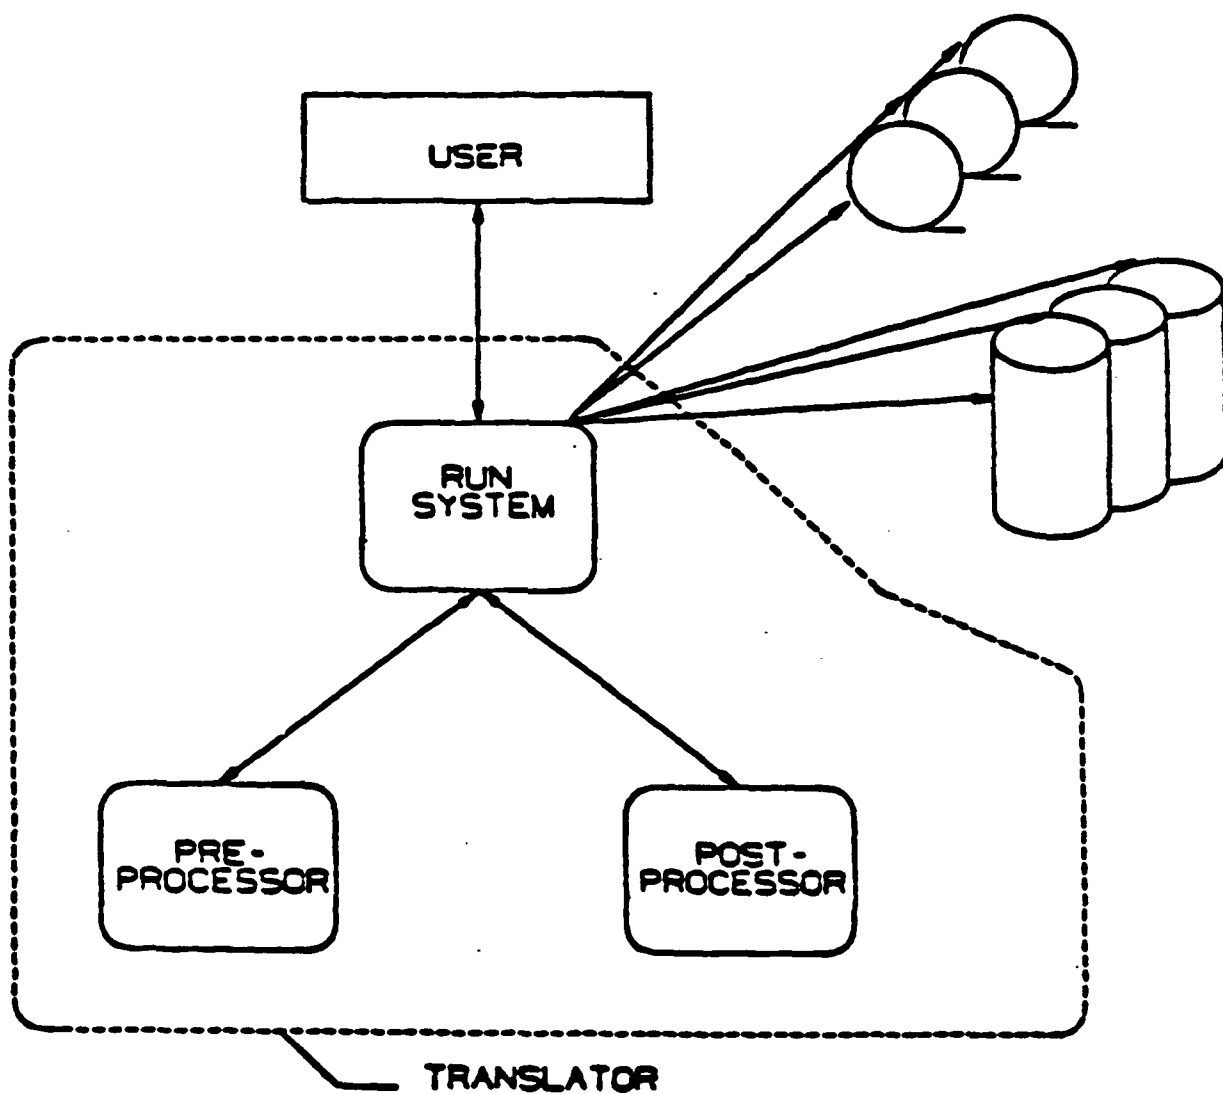 USER
RUN
SYSTEM
PRE-
PROCESSOR
POST-
PROCESSOR
TRANSLATOR